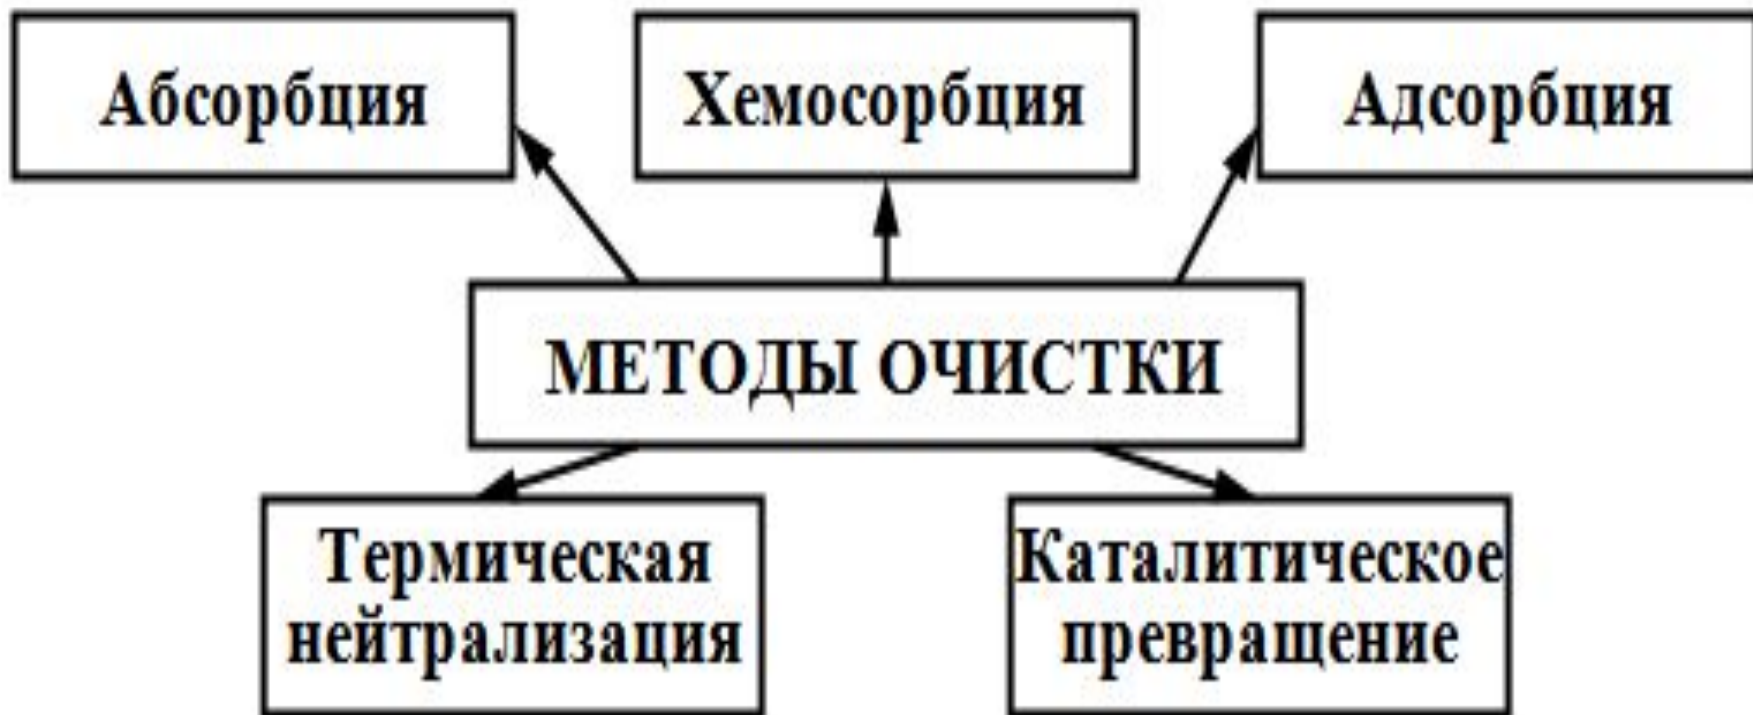 Абсорбция
Хемосорбция
Адсорбция
МЕТОДЫ ОЧИСТКИ
Термическая
нейтрализация
Каталитическое
превращение